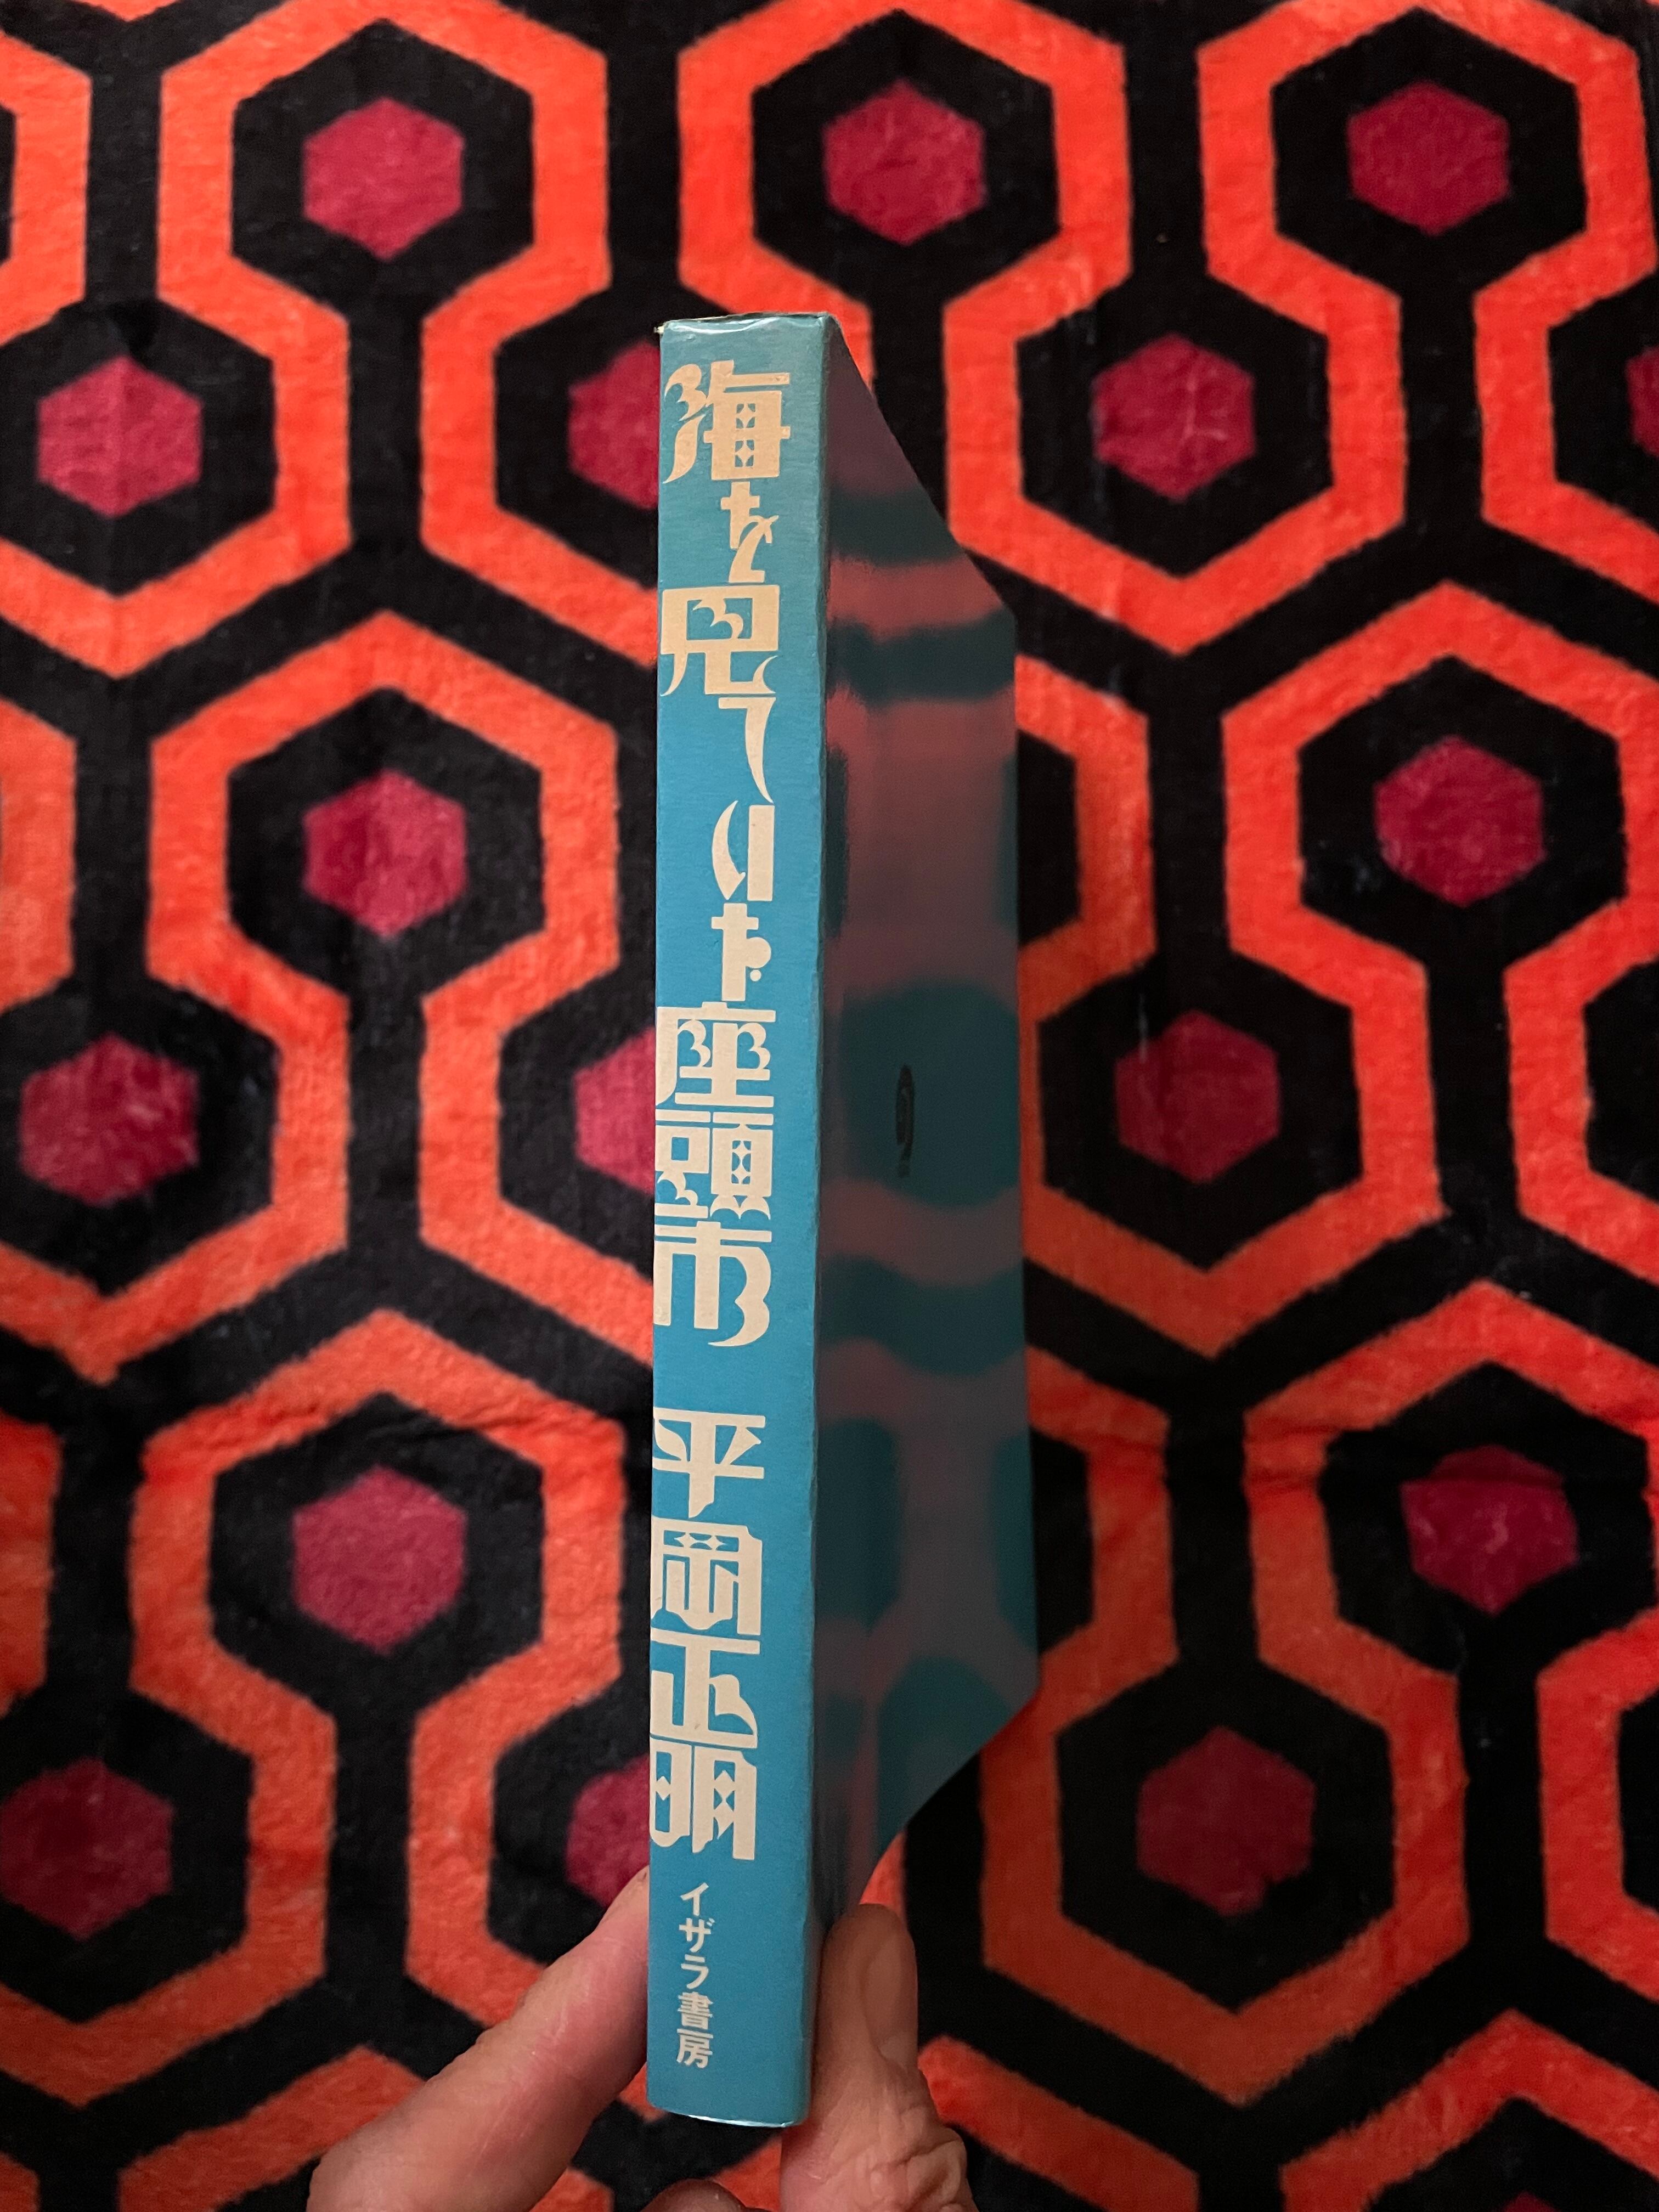 海を見ていた座頭市
平岡正明
イザラ書房